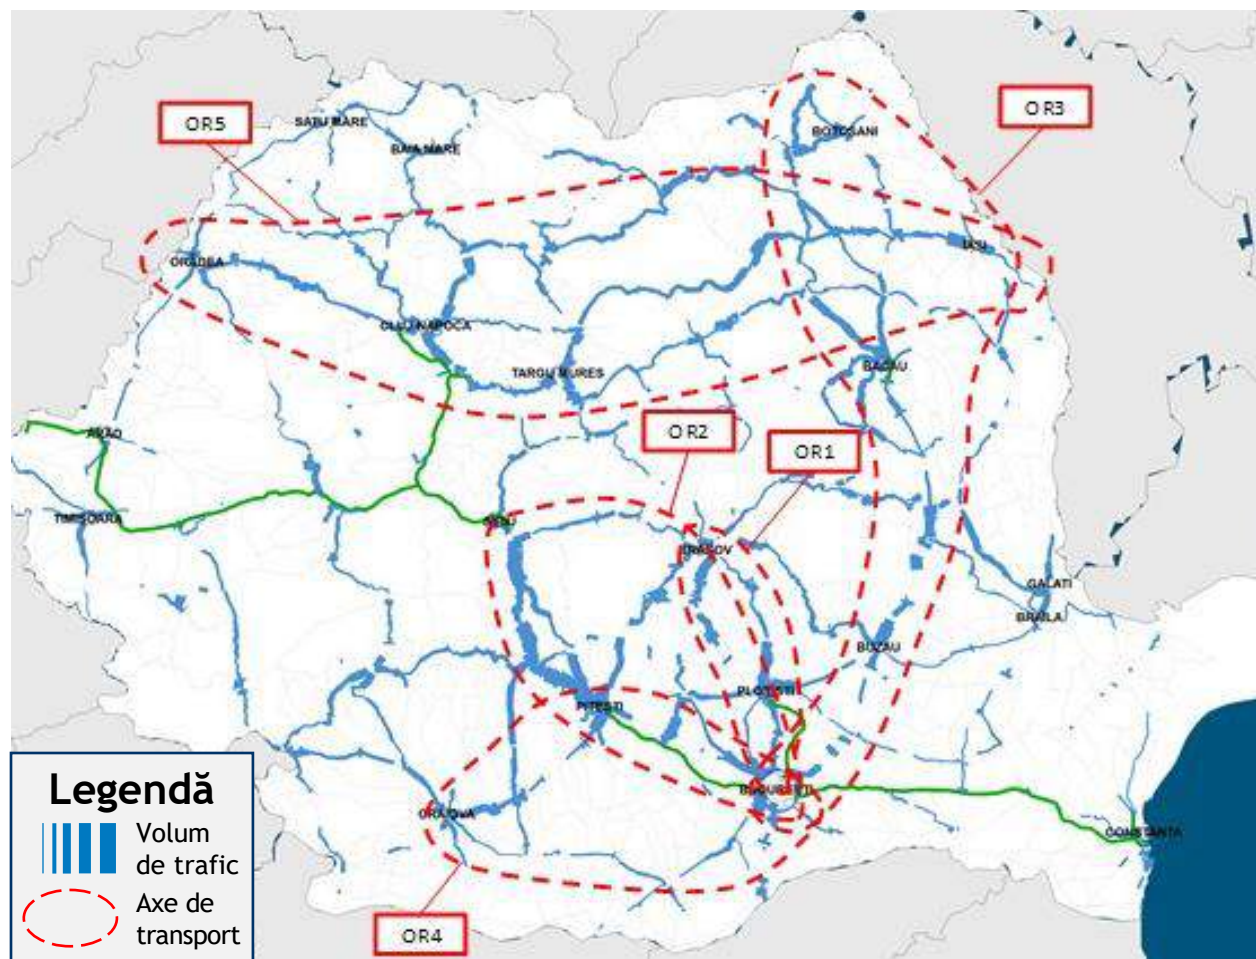 OR5
OR3
SATU MARE
BAIA MARE
BOTOSANI
IASI
ORADEA
CLUJ NAPOCA
TARGU MURES
BACAU
OR2
OR1
ARAD
TIMISOARA
SIBIU
BRASOV
GALATI
BRAILA
BUZAU
PLOIESTI
PITESTI
BUCURESTI
CRAIOVA
CONSTANTA
OR4
Legendă
Volum
de trafic
Axe de
transport